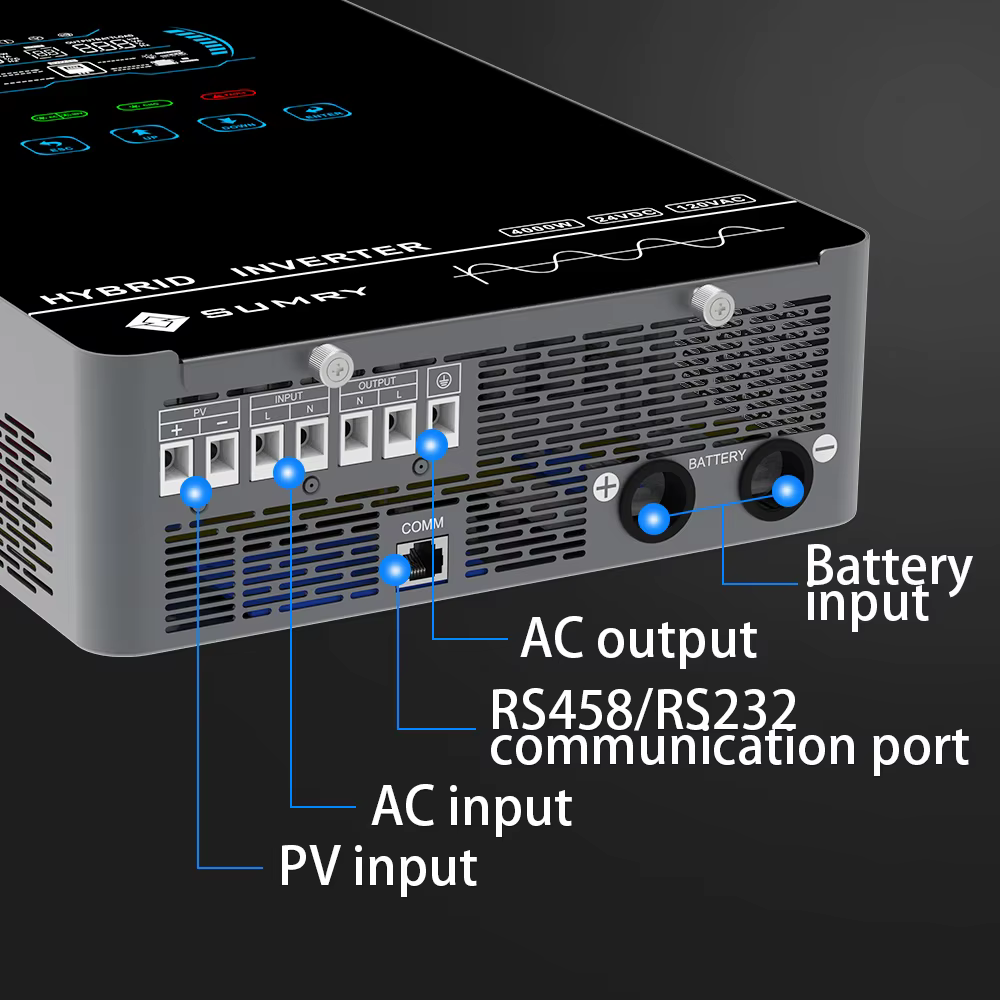 OUTPUTBATTLOAD
ESC
UP
DOWN
ENTER
4000W 24VDC 120VAC
HYBRID INVERTER
SUMRY
PV
+ −
INPUT
L N
OUTPUT
N L
+ BATTERY −
COMM
Battery
input
AC output
RS458/RS232
communication port
AC input
PV input